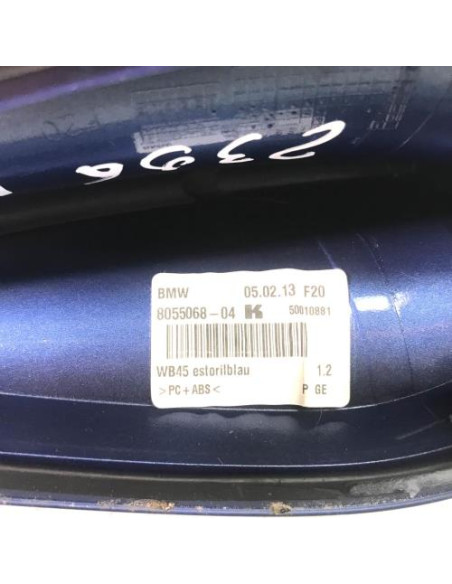 2396
BMW 05.02.13 F20
8055068-04 K 50010881
WB45 estorilblau 1.2
>PC+ABS< P GE